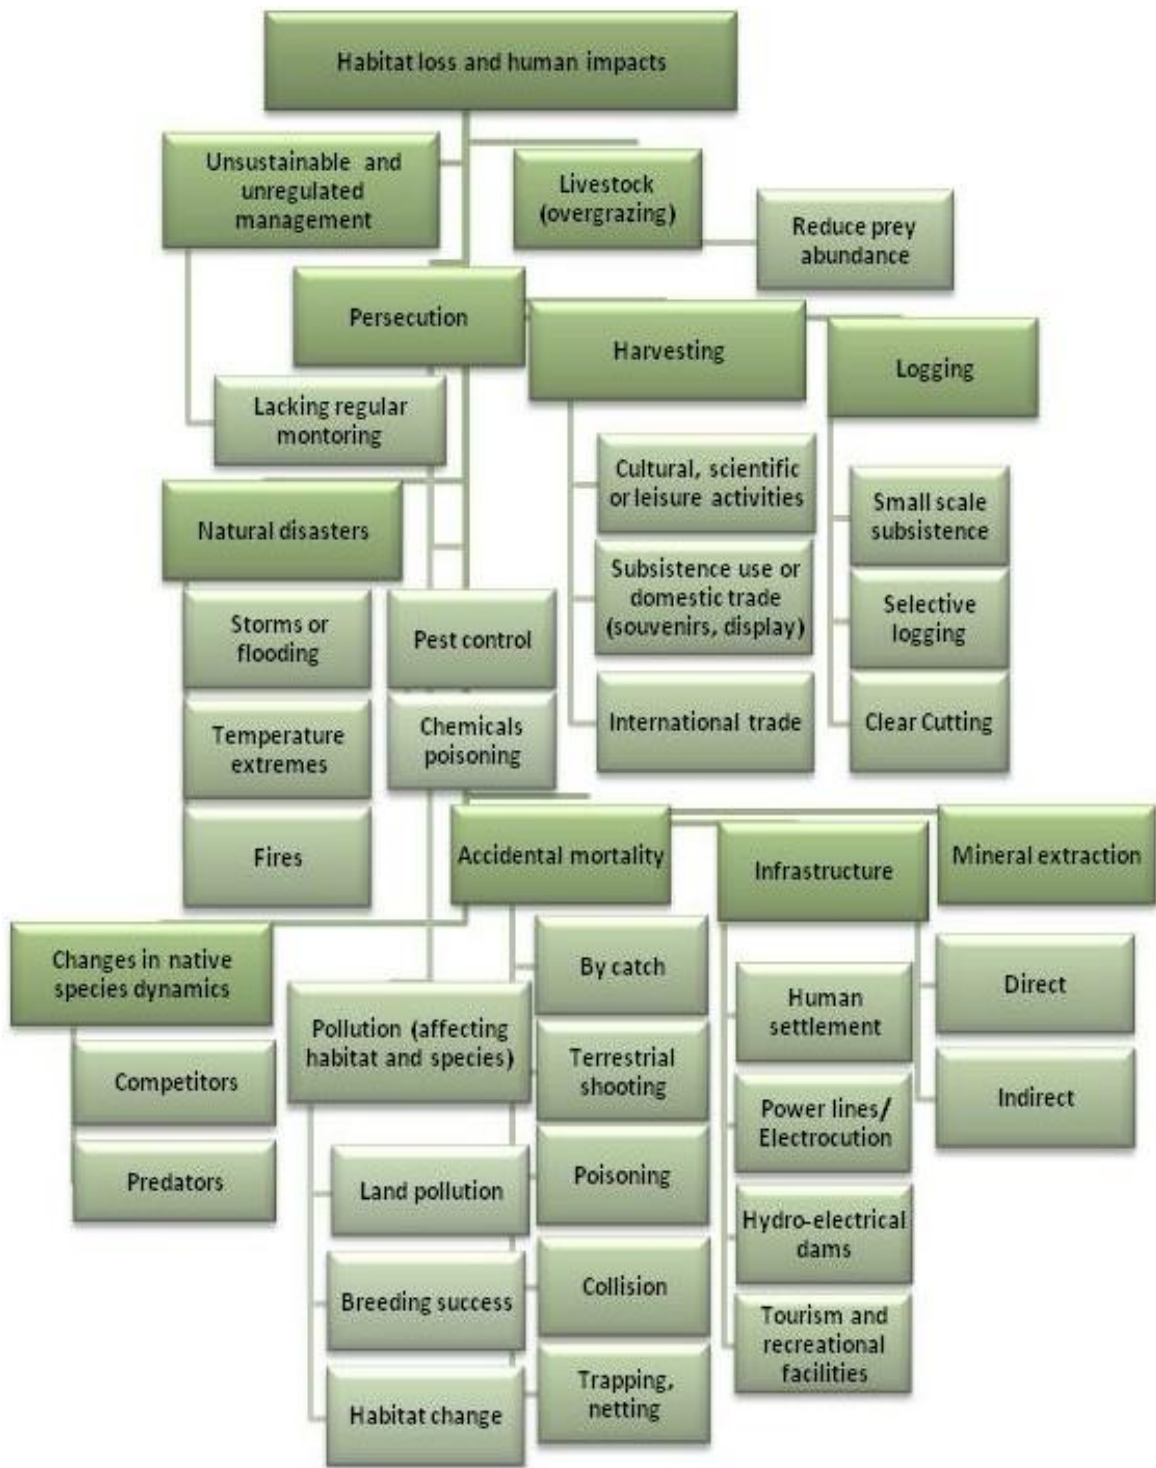 Habitat loss and human impacts
Unsustainable and
unregulated
management
Livestock
(overgrazing)
Reduce prey
abundance
Persecution
Harvesting
Logging
Lacking regular
montoring
Cultural, scientific
or leisure activities
Small scale
subsistence
Natural disasters
Subsistence use or
domestic trade
(souvenirs, display)
Selective
logging
Storms or
flooding
Pest control
International trade
Clear Cutting
Temperature
extremes
Chemicals
poisoning
Fires
Accidental mortality
Infrastructure
Mineral extraction
Changes in native
species dynamics
By catch
Human
settlement
Direct
Pollution (affecting
habitat and species)
Competitors
Terrestrial
shooting
Power lines/
Electrocution
Indirect
Predators
Land pollution
Poisoning
Hydro-electrical
dams
Breeding success
Collision
Tourism and
recreational
facilities
Habitat change
Trapping,
netting